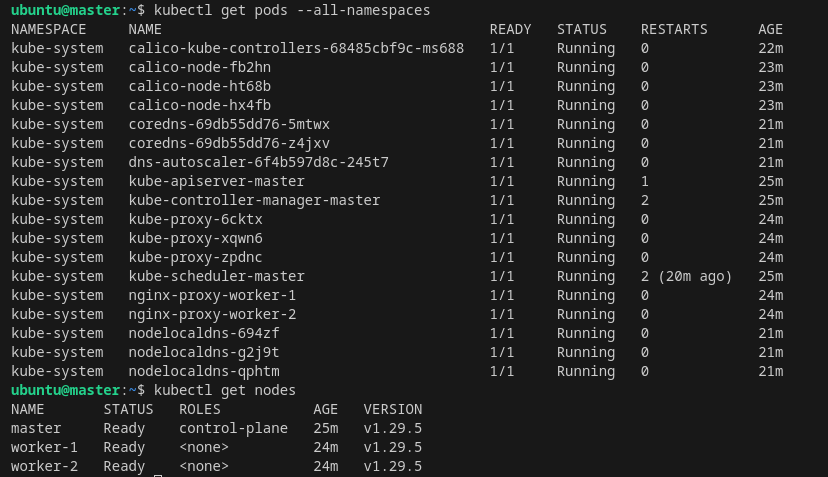 ubuntu@master:~$ kubectl get pods --all-namespaces
NAMESPACE     NAME                                       READY   STATUS    RESTARTS      AGE
kube-system   calico-kube-controllers-68485cbf9c-ms688   1/1     Running   0             22m
kube-system   calico-node-fb2hn                          1/1     Running   0             23m
kube-system   calico-node-ht68b                          1/1     Running   0             23m
kube-system   calico-node-hx4fb                          1/1     Running   0             23m
kube-system   coredns-69db55dd76-5mtwx                   1/1     Running   0             21m
kube-system   coredns-69db55dd76-z4jxv                   1/1     Running   0             21m
kube-system   dns-autoscaler-6f4b597d8c-245t7            1/1     Running   0             21m
kube-system   kube-apiserver-master                      1/1     Running   1             25m
kube-system   kube-controller-manager-master             1/1     Running   2             25m
kube-system   kube-proxy-6cktx                           1/1     Running   0             24m
kube-system   kube-proxy-xqwn6                           1/1     Running   0             24m
kube-system   kube-proxy-zpdnc                           1/1     Running   0             24m
kube-system   kube-scheduler-master                      1/1     Running   2 (20m ago)   25m
kube-system   nginx-proxy-worker-1                       1/1     Running   0             24m
kube-system   nginx-proxy-worker-2                       1/1     Running   0             24m
kube-system   nodelocaldns-694zf                         1/1     Running   0             21m
kube-system   nodelocaldns-g2j9t                         1/1     Running   0             21m
kube-system   nodelocaldns-qphtm                         1/1     Running   0             21m
ubuntu@master:~$ kubectl get nodes
NAME       STATUS   ROLES           AGE   VERSION
master     Ready    control-plane   25m   v1.29.5
worker-1   Ready    <none>          24m   v1.29.5
worker-2   Ready    <none>          24m   v1.29.5